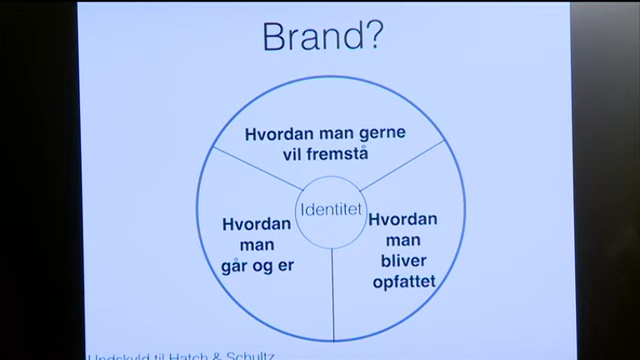 Brand?
Hvordan man gerne
vil fremstå
Identitet
Hvordan
man
går og er
Hvordan
man
bliver
opfattet
Undskyld til Hatch & Schultz